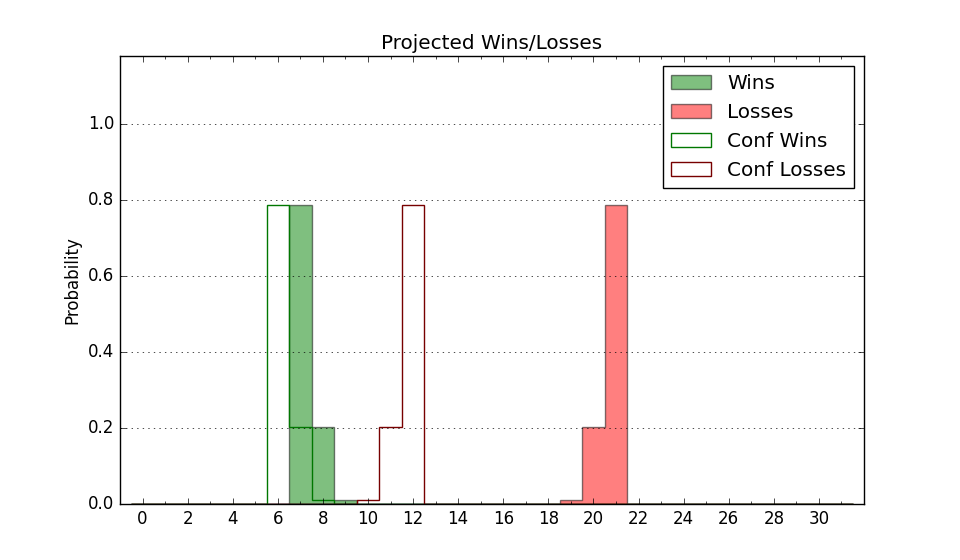 Projected Wins/Losses
Wins
Losses
Conf Wins
Conf Losses
Probability
1.0
0.8
0.6
0.4
0.2
0.0
0 2 4 6 8 10 12 14 16 18 20 22 24 26 28 30